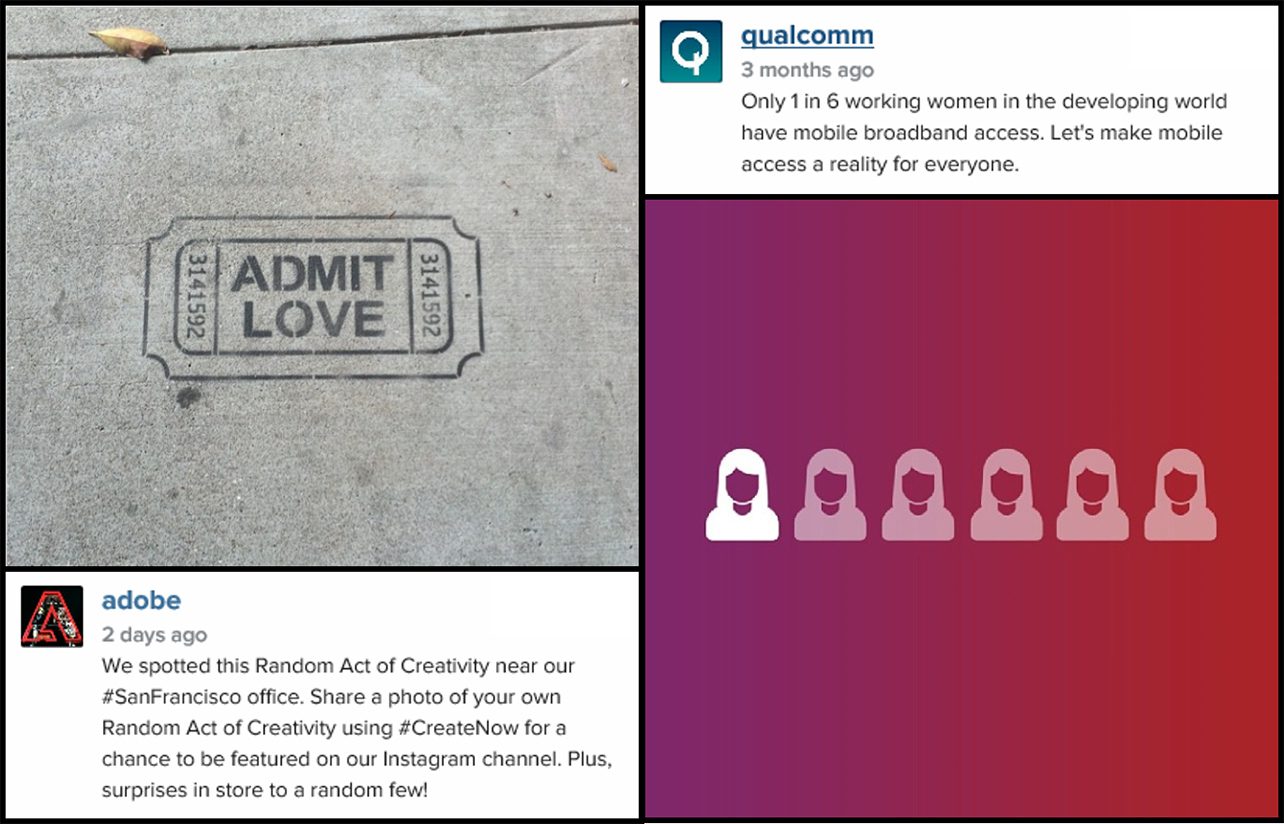 ADMIT
LOVE
3141592
3141592
adobe
2 days ago
We spotted this Random Act of Creativity near our
#SanFrancisco office. Share a photo of your own
Random Act of Creativity using #CreateNow for a
chance to be featured on our Instagram channel. Plus,
surprises in store to a random few!
qualcomm
3 months ago
Only 1 in 6 working women in the developing world
have mobile broadband access. Let's make mobile
access a reality for everyone.